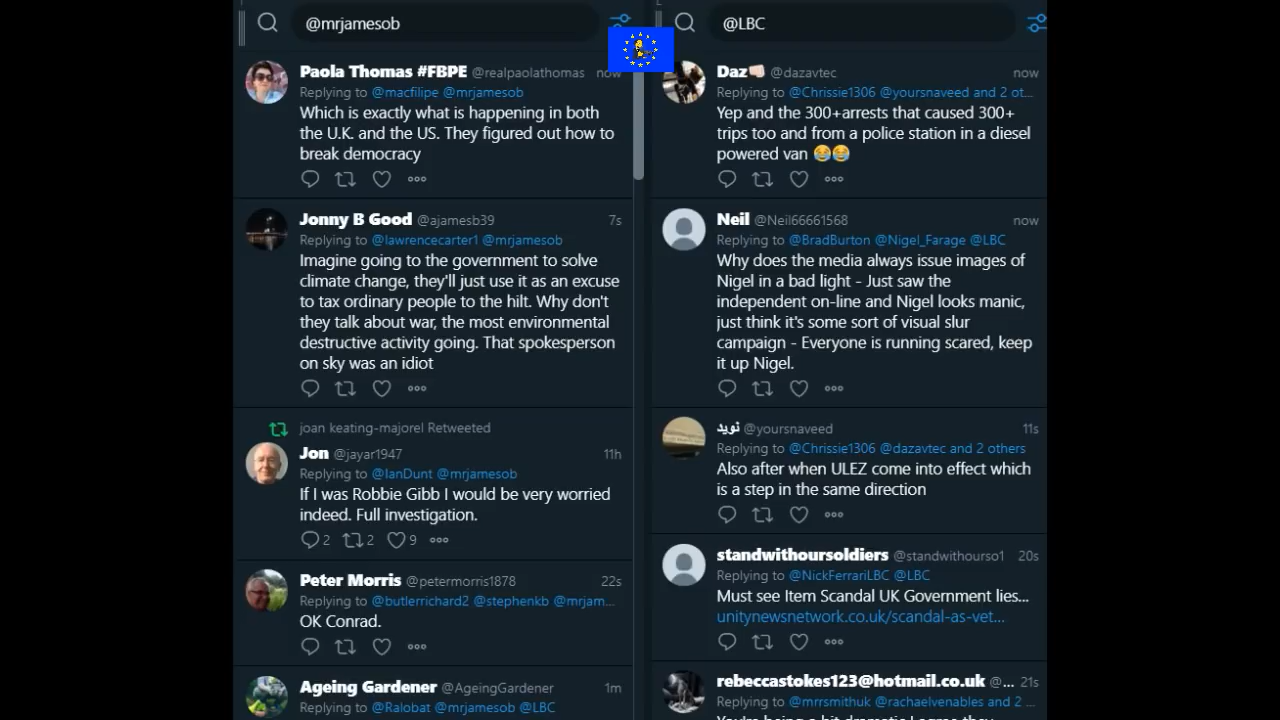 @mrjamesob
Paola Thomas #FBPE @realpaolathomas now
Replying to @macfilipe @mrjamesob
Which is exactly what is happening in both
the U.K. and the US. They figured out how to
break democracy
Jonny B Good @ajamesb39 7s
Replying to @lawrencecarter1 @mrjamesob
Imagine going to the government to solve
climate change, they'll just use it as an excuse
to tax ordinary people to the hilt. Why don't
they talk about war, the most environmental
destructive activity going. That spokesperson
on sky was an idiot
joan keating-majorel Retweeted
Jon @jayar1947 11h
Replying to @IanDunt @mrjamesob
If I was Robbie Gibb I would be very worried
indeed. Full investigation.
2 2 9
Peter Morris @petermorris1878 22s
Replying to @butlerrichard2 @stephenkb @mrjam...
OK Conrad.
Ageing Gardener @AgeingGardener 1m
Replying to @Ralobat @mrjamesob @LBC
@LBC
Daz @dazavtec now
Replying to @Chrissie1306 @yoursnaveed and 2 ot...
Yep and the 300+arrests that caused 300+
trips too and from a police station in a diesel
powered van 😂😂
Neil @Neil66661568 now
Replying to @BradBurton @Nigel_Farage @LBC
Why does the media always issue images of
Nigel in a bad light - Just saw the
independent on-line and Nigel looks manic,
just think it's some sort of visual slur
campaign - Everyone is running scared, keep
it up Nigel.
نويد @yoursnaveed 11s
Replying to @Chrissie1306 @dazavtec and 2 others
Also after when ULEZ come into effect which
is a step in the same direction
standwithoursoldiers @standwithourso1 20s
Replying to @NickFerrariLBC @LBC
Must see Item Scandal UK Government lies...
unitynewsnetwork.co.uk/scandal-as-vet...
rebeccastokes123@hotmail.co.uk @... 21s
Replying to @mrrsmithuk @rachaelvenables and 2 ...
You're being a bit dramatic I agree they